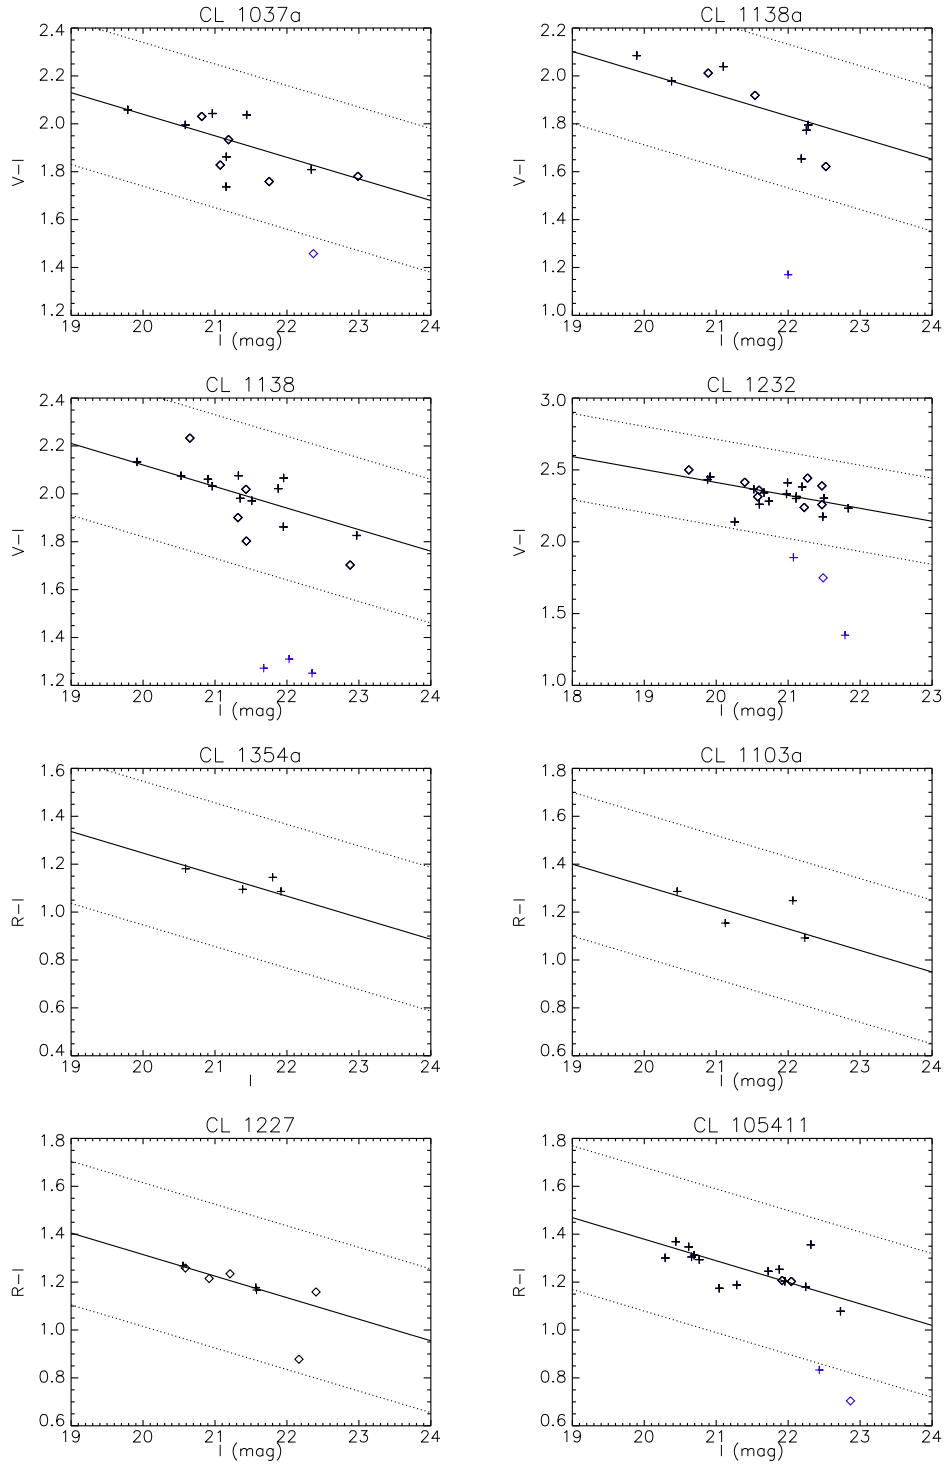 CL 1037a
2.4
2.2
2.0
1.8
1.6
1.4
1.2
V-I
19 20 21 22 23 24
I (mag)
CL 1138a
2.2
2.0
1.8
1.6
1.4
1.2
1.0
V-I
19 20 21 22 23 24
I (mag)
CL 1138
2.4
2.2
2.0
1.8
1.6
1.4
1.2
V-I
19 20 21 22 23 24
I (mag)
CL 1232
3.0
2.5
2.0
1.5
1.0
V-I
18 19 20 21 22 23
I (mag)
CL 1354a
1.6
1.4
1.2
1.0
0.8
0.6
0.4
R-I
19 20 21 22 23 24
I
CL 1103a
1.8
1.6
1.4
1.2
1.0
0.8
0.6
R-I
19 20 21 22 23 24
I (mag)
CL 1227
1.8
1.6
1.4
1.2
1.0
0.8
0.6
R-I
19 20 21 22 23 24
I (mag)
CL 105411
1.8
1.6
1.4
1.2
1.0
0.8
0.6
R-I
19 20 21 22 23 24
I (mag)